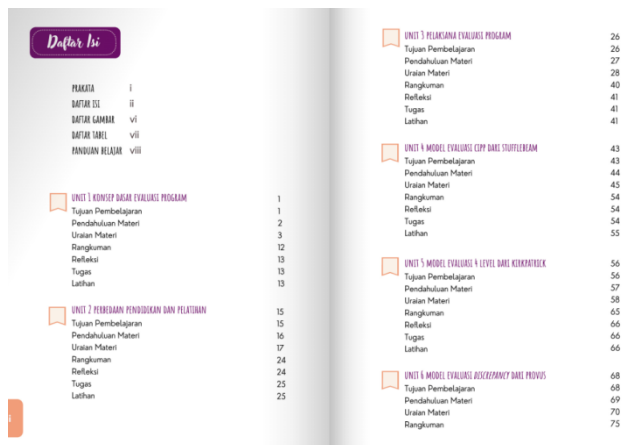 Daftar Isi
PRAKATA i
DAFTAR ISI ii
DAFTAR GAMBAR vi
DAFTAR TABEL vii
PANDUAN BELAJAR viii
UNIT 1 KONSEP DASAR EVALUASI PROGRAM 1
Tujuan Pembelajaran 1
Pendahuluan Materi 2
Uraian Materi 3
Rangkuman 12
Refleksi 13
Tugas 13
Latihan 13
UNIT 2 PERBEDAAN PENDIDIKAN DAN PELATIHAN 15
Tujuan Pembelajaran 15
Pendahuluan Materi 16
Uraian Materi 17
Rangkuman 24
Refleksi 24
Tugas 25
Latihan 25
UNIT 3 PELAKSANA EVALUASI PROGRAM 26
Tujuan Pembelajaran 26
Pendahuluan Materi 27
Uraian Materi 28
Rangkuman 40
Refleksi 41
Tugas 41
Latihan 41
UNIT 4 MODEL EVALUASI CIPP DARI STUFFLEBEAM 43
Tujuan Pembelajaran 43
Pendahuluan Materi 44
Uraian Materi 45
Rangkuman 54
Refleksi 54
Tugas 54
Latihan 55
UNIT 5 MODEL EVALUASI 4 LEVEL DARI KIRKPATRICK 56
Tujuan Pembelajaran 56
Pendahuluan Materi 57
Uraian Materi 58
Rangkuman 65
Refleksi 66
Tugas 66
Latihan 66
UNIT 6 MODEL EVALUASI DISCREPANCY DARI PROVUS 68
Tujuan Pembelajaran 68
Pendahuluan Materi 69
Uraian Materi 70
Rangkuman 75